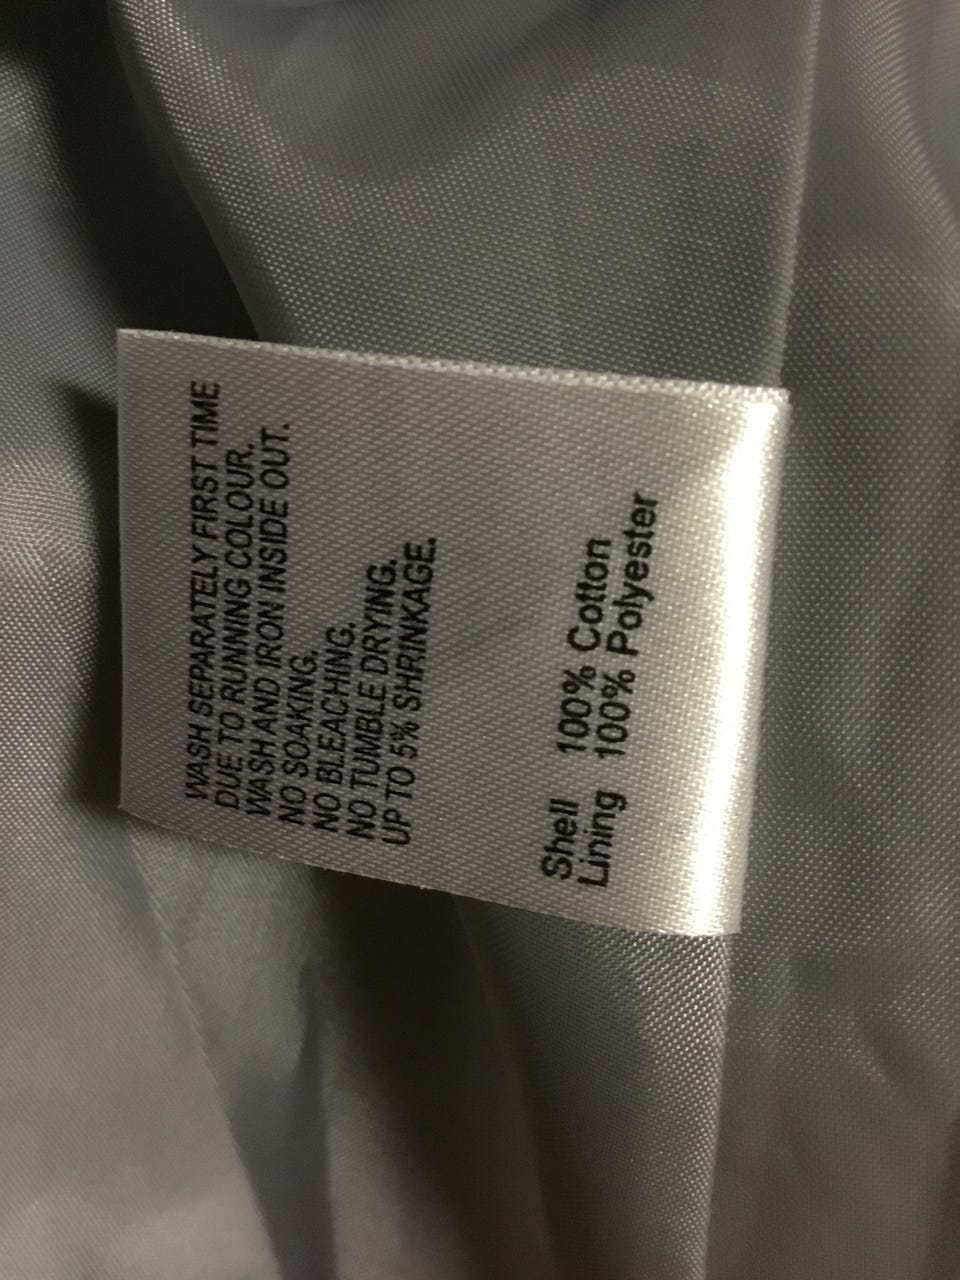 WASH SEPARATELY FIRST TIME
DUE TO RUNNING COLOUR.
WASH AND IRON INSIDE OUT.
NO SOAKING.
NO BLEACHING.
NO TUMBLE DRYING.
UP TO 5% SHRINKAGE.
Shell 100% Cotton
Lining 100% Polyester